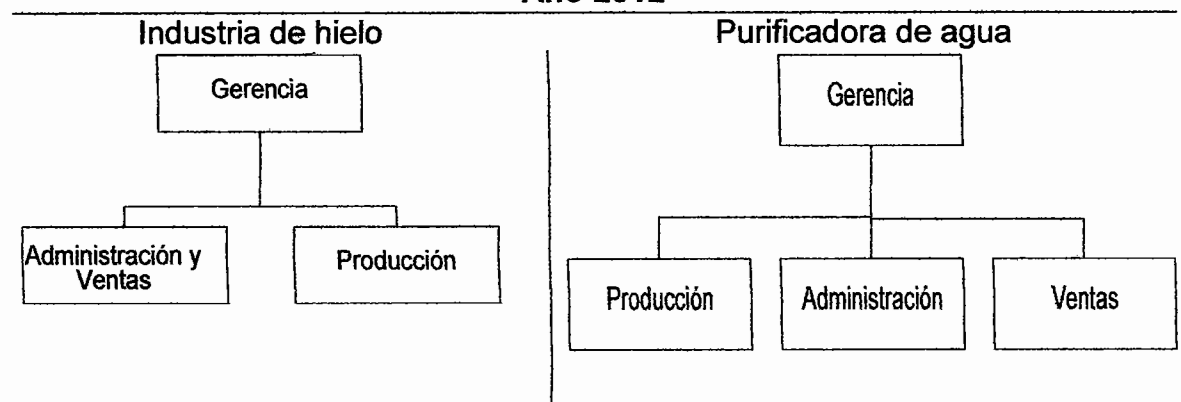 Industria de hielo
Gerencia
Administración y
Ventas
Producción
Purificadora de agua
Gerencia
Producción
Administración
Ventas